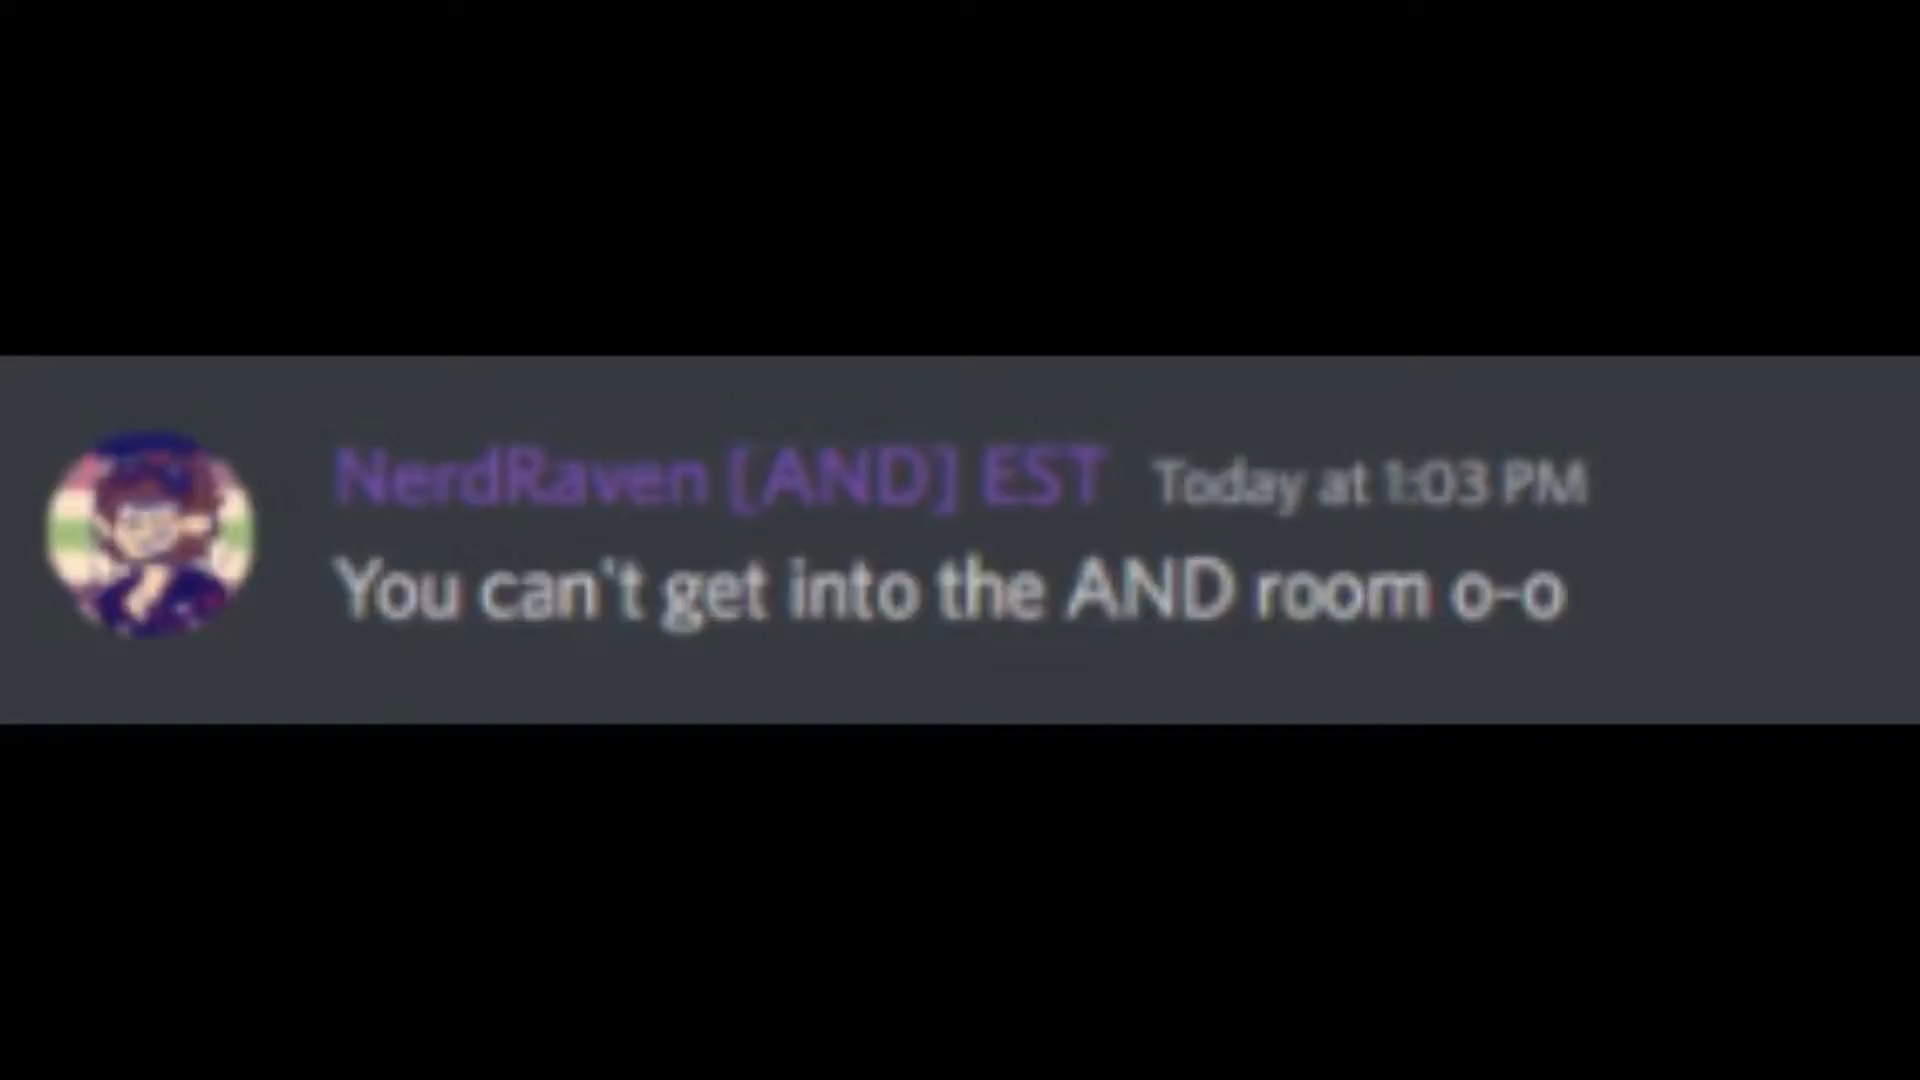 NerdRaven [AND] EST Today at 1:03 PM
You can't get into the AND room o-o